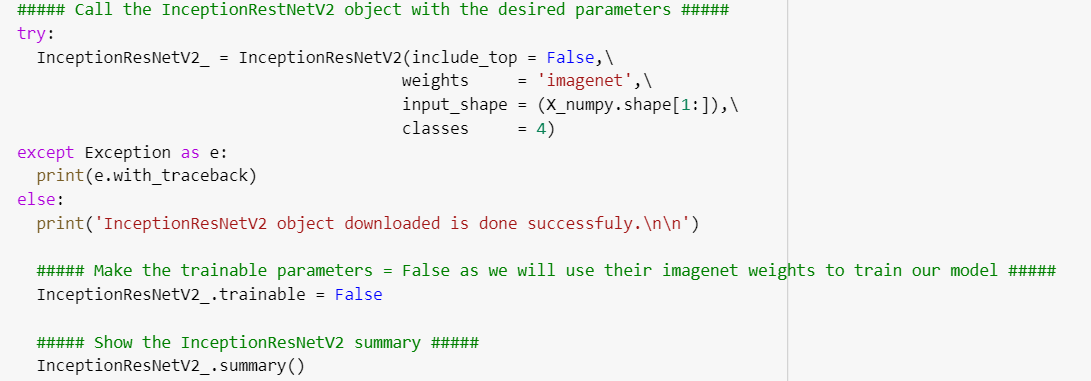 ##### Call the InceptionRestNetV2 object with the desired parameters #####
try:
  InceptionResNetV2_ = InceptionResNetV2(include_top = False,\
                                        weights     = 'imagenet',\
                                        input_shape = (X_numpy.shape[1:]),\
                                        classes     = 4)
except Exception as e:
  print(e.with_traceback)
else:
  print('InceptionResNetV2 object downloaded is done successfuly.\n\n')

  ##### Make the trainable parameters = False as we will use their imagenet weights to train our model #####
  InceptionResNetV2_.trainable = False

  ##### Show the InceptionResNetV2 summary #####
  InceptionResNetV2_.summary()